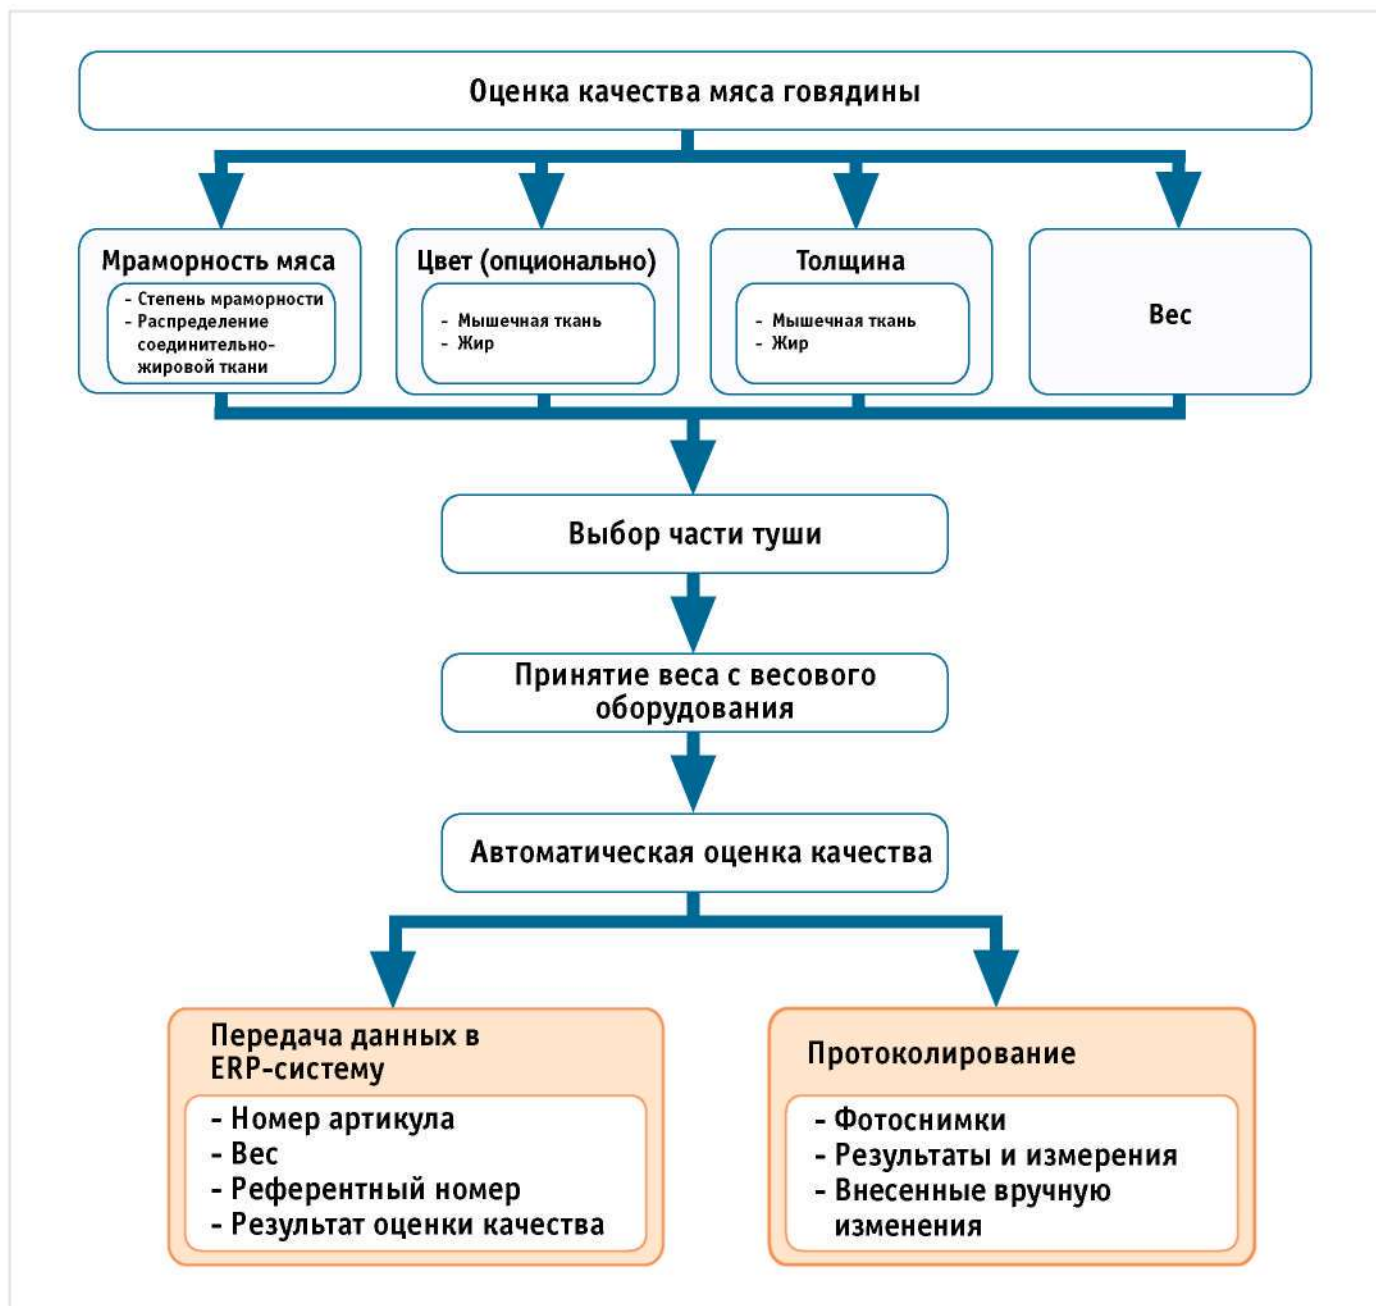 Оценка качества мяса говядины
Мраморность мяса
- Степень мраморности
- Распределение
соединительно-
жировой ткани
Цвет (опционально)
- Мышечная ткань
- Жир
Толщина
- Мышечная ткань
- Жир
Вес
Выбор части туши
Принятие веса с весового
оборудования
Автоматическая оценка качества
Передача данных в
ERP-систему
- Номер артикула
- Вес
- Референтный номер
- Результат оценки качества
Протоколирование
- Фотоснимки
- Результаты и измерения
- Внесенные вручную
изменения